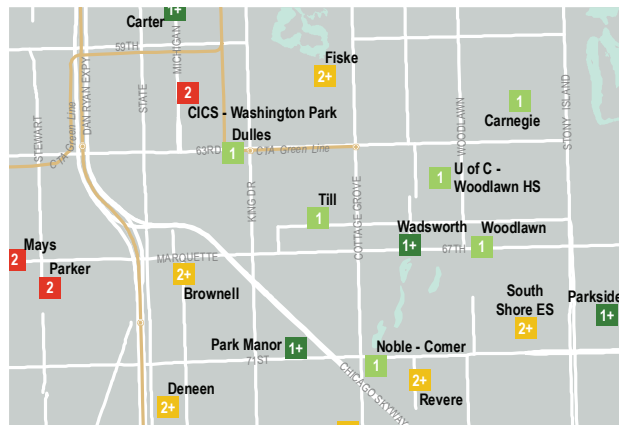 1+
Carter
59TH
MICHIGAN
DAN RYAN EXPY
STATE
Fiske
2+
2
CICS - Washington Park
Dulles
1
63RD
CTA Green Line
CTA Green Line
STEWART
1
Carnegie
WOODLAWN
STONY ISLAND
1
U of C -
Woodlawn HS
KING DR
COTTAGE GROVE
Till
1
Wadsworth
1+
67TH
Woodlawn
1
Mays
2
Parker
2
MARQUETTE
2+
Brownell
South
Shore ES
2+
Parkside
1+
Park Manor
1+
71ST
Noble - Comer
1
CHICAGO SKYWAY
2+
Revere
Deneen
2+